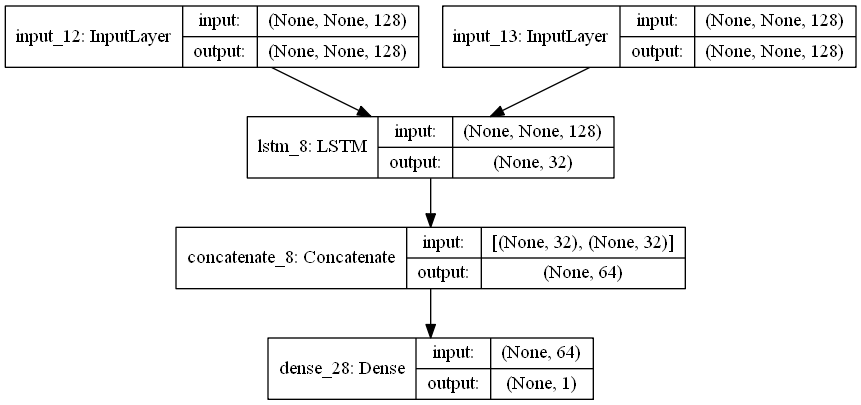 input_12: InputLayer
input: (None, None, 128)
output: (None, None, 128)
input_13: InputLayer
input: (None, None, 128)
output: (None, None, 128)
lstm_8: LSTM
input: (None, None, 128)
output: (None, 32)
concatenate_8: Concatenate
input: [(None, 32), (None, 32)]
output: (None, 64)
dense_28: Dense
input: (None, 64)
output: (None, 1)